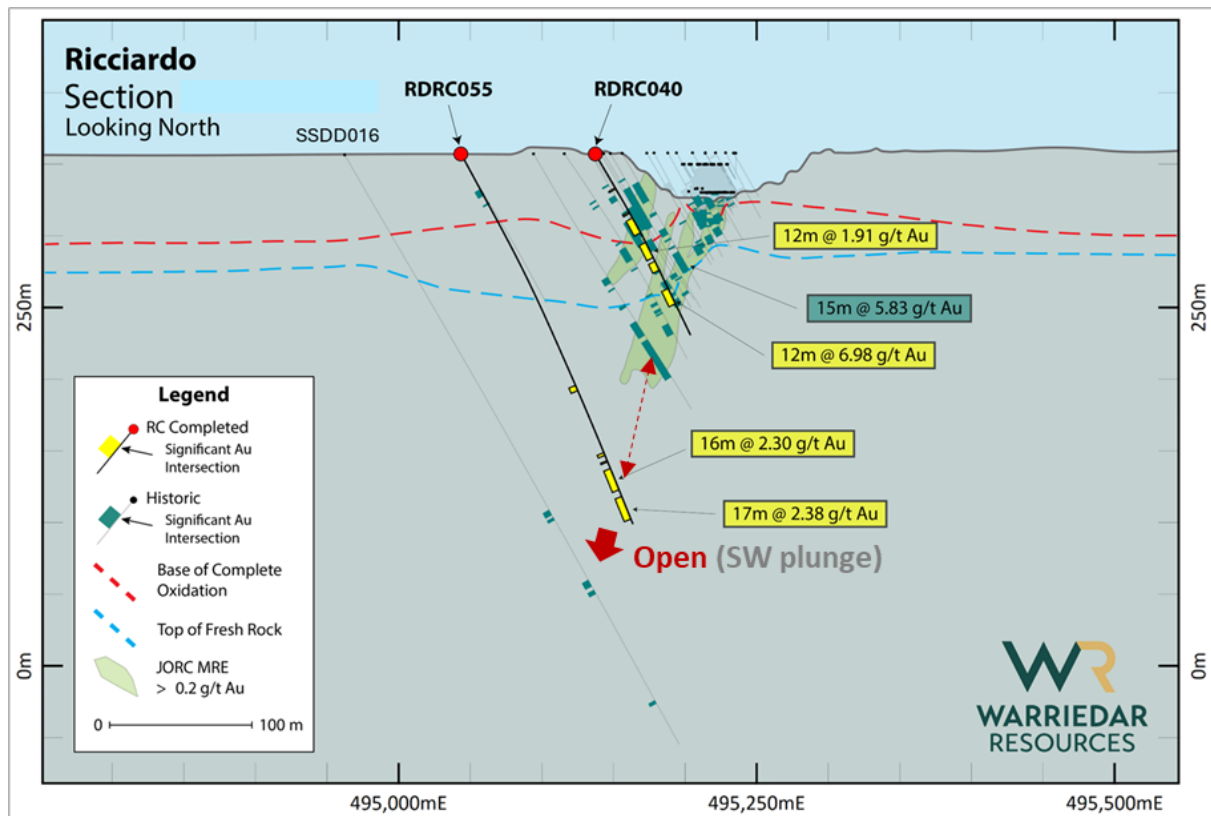 Ricciardo
Section
Looking North
RDRC055
RDRC040
SSDD016
12m @ 1.91 g/t Au
15m @ 5.83 g/t Au
12m @ 6.98 g/t Au
16m @ 2.30 g/t Au
17m @ 2.38 g/t Au
Open (SW plunge)
250m
0m
250m
0m
Legend
RC Completed
Significant Au
Intersection
Historic
Significant Au
Intersection
Base of Complete
Oxidation
Top of Fresh Rock
JORC MRE
> 0.2 g/t Au
0 100 m
WR
WARRIEDAR
RESOURCES
495,000mE
495,250mE
495,500mE